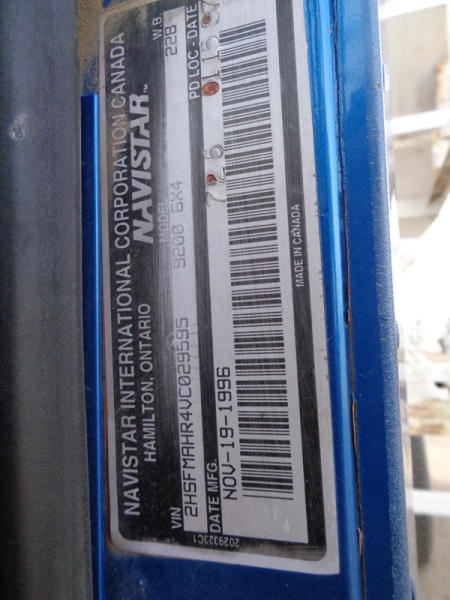 NAVISTAR INTERNATIONAL CORPORATION CANADA
HAMILTON, ONTARIO
NAVISTAR™
MODEL
W.B.
9200 6X4
228
VIN
PD LOC - DATE
2HSFMAHR4VC029595
DATE MFG.
NOV-19-1996
MADE IN CANADA
2029323C1